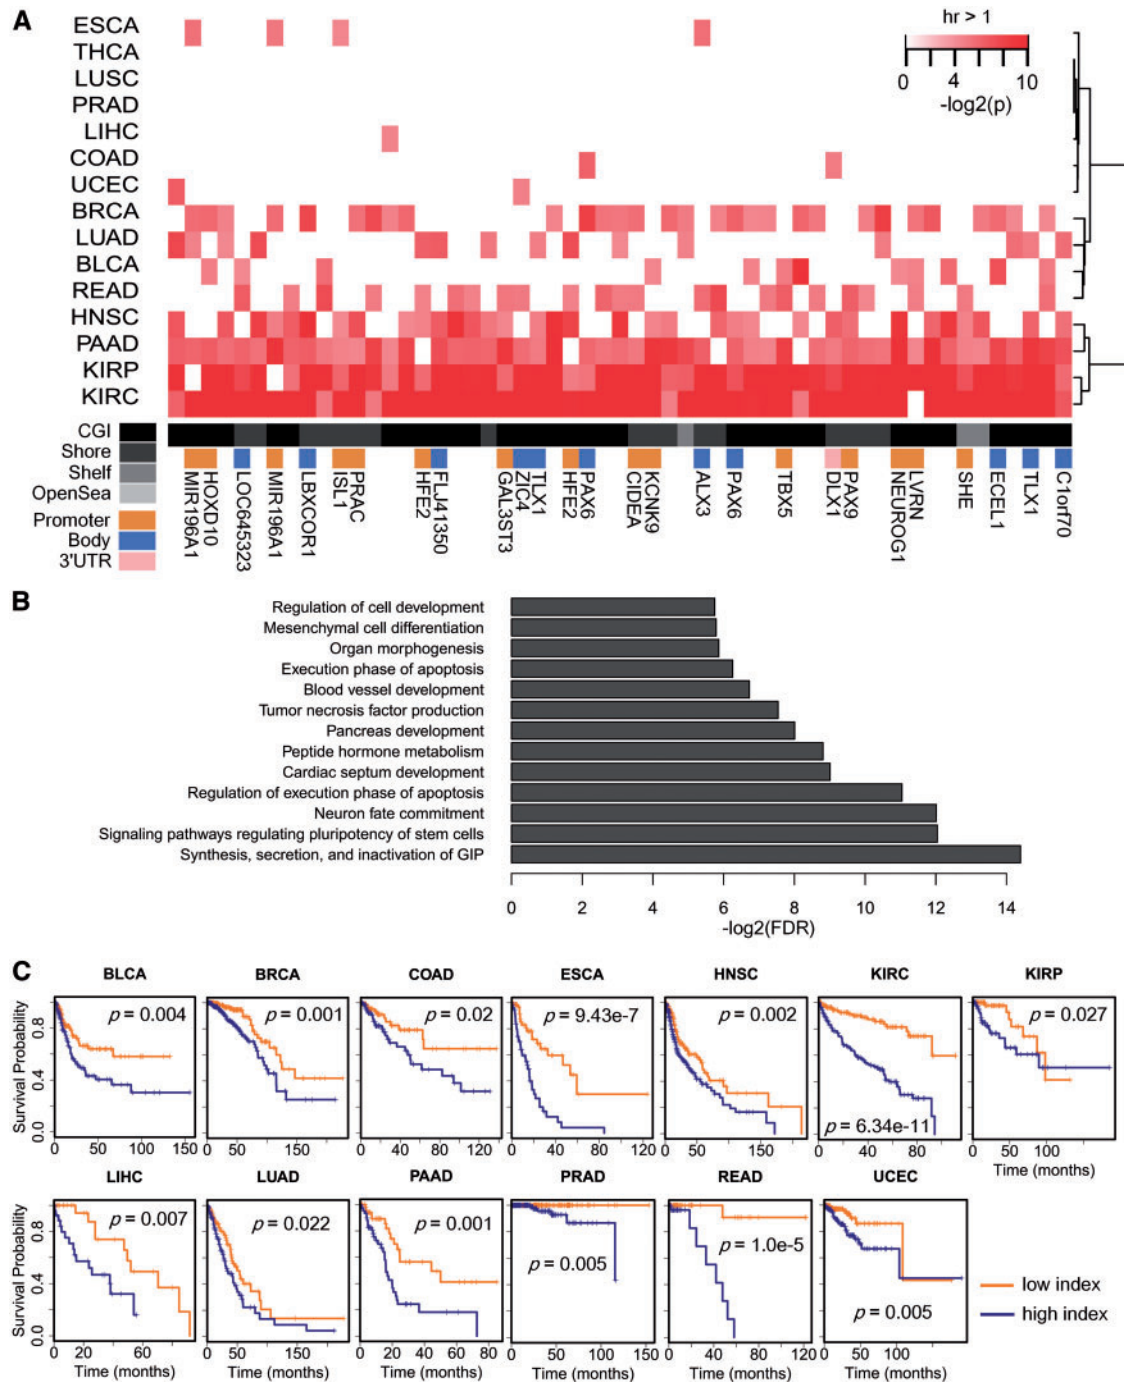 A
ESCA
THCA
LUSC
PRAD
LIHC
COAD
UCEC
BRCA
LUAD
BLCA
READ
HNSC
PAAD
KIRP
KIRC
hr > 1
0 4 10
-log2(p)
CGI
Shore
Shelf
OpenSea
Promoter
Body
3'UTR
MIR196A1
HOXD10
LOC645323
MIR196A1
LBXCOR1
ISL1
PRAC
HFE2
FLJ41350
GAL3ST3
ZIC4
TLX1
HFE2
PAX6
CIDEA
KCNK9
ALX3
PAX6
TBX5
DLX1
PAX9
NEUROG1
LVRN
SHE
ECEL1
TLX1
C1orf70
B
Regulation of cell development
Mesenchymal cell differentiation
Organ morphogenesis
Execution phase of apoptosis
Blood vessel development
Tumor necrosis factor production
Pancreas development
Peptide hormone metabolism
Cardiac septum development
Regulation of execution phase of apoptosis
Neuron fate commitment
Signaling pathways regulating pluripotency of stem cells
Synthesis, secretion, and inactivation of GIP
0 2 4 6 8 10 12 14
-log2(FDR)
C
BLCA BRCA COAD ESCA HNSC KIRC KIRP
Survival Probability
0.0 0.4 0.8
p = 0.004
p = 0.001
p = 0.02
p = 9.43e-7
p = 0.002
p = 6.34e-11
p = 0.027
0 50 100 150
0 50 150
0 40 80 120
0 40 80 120
0 50 100 200
0 40 80
0 50 100
Time (months)
LIHC LUAD PAAD PRAD READ UCEC
Survival Probability
0.0 0.4 0.8
p = 0.007
p = 0.022
p = 0.001
p = 0.005
p = 1.0e-5
p = 0.005
low index
high index
0 20 40 60 80
0 50 100 200
0 20 40 60 80
0 50 100 150
0 40 80 120
0 50 100 150
Time (months) Time (months) Time (months) Time (months) Time (months) Time (months)